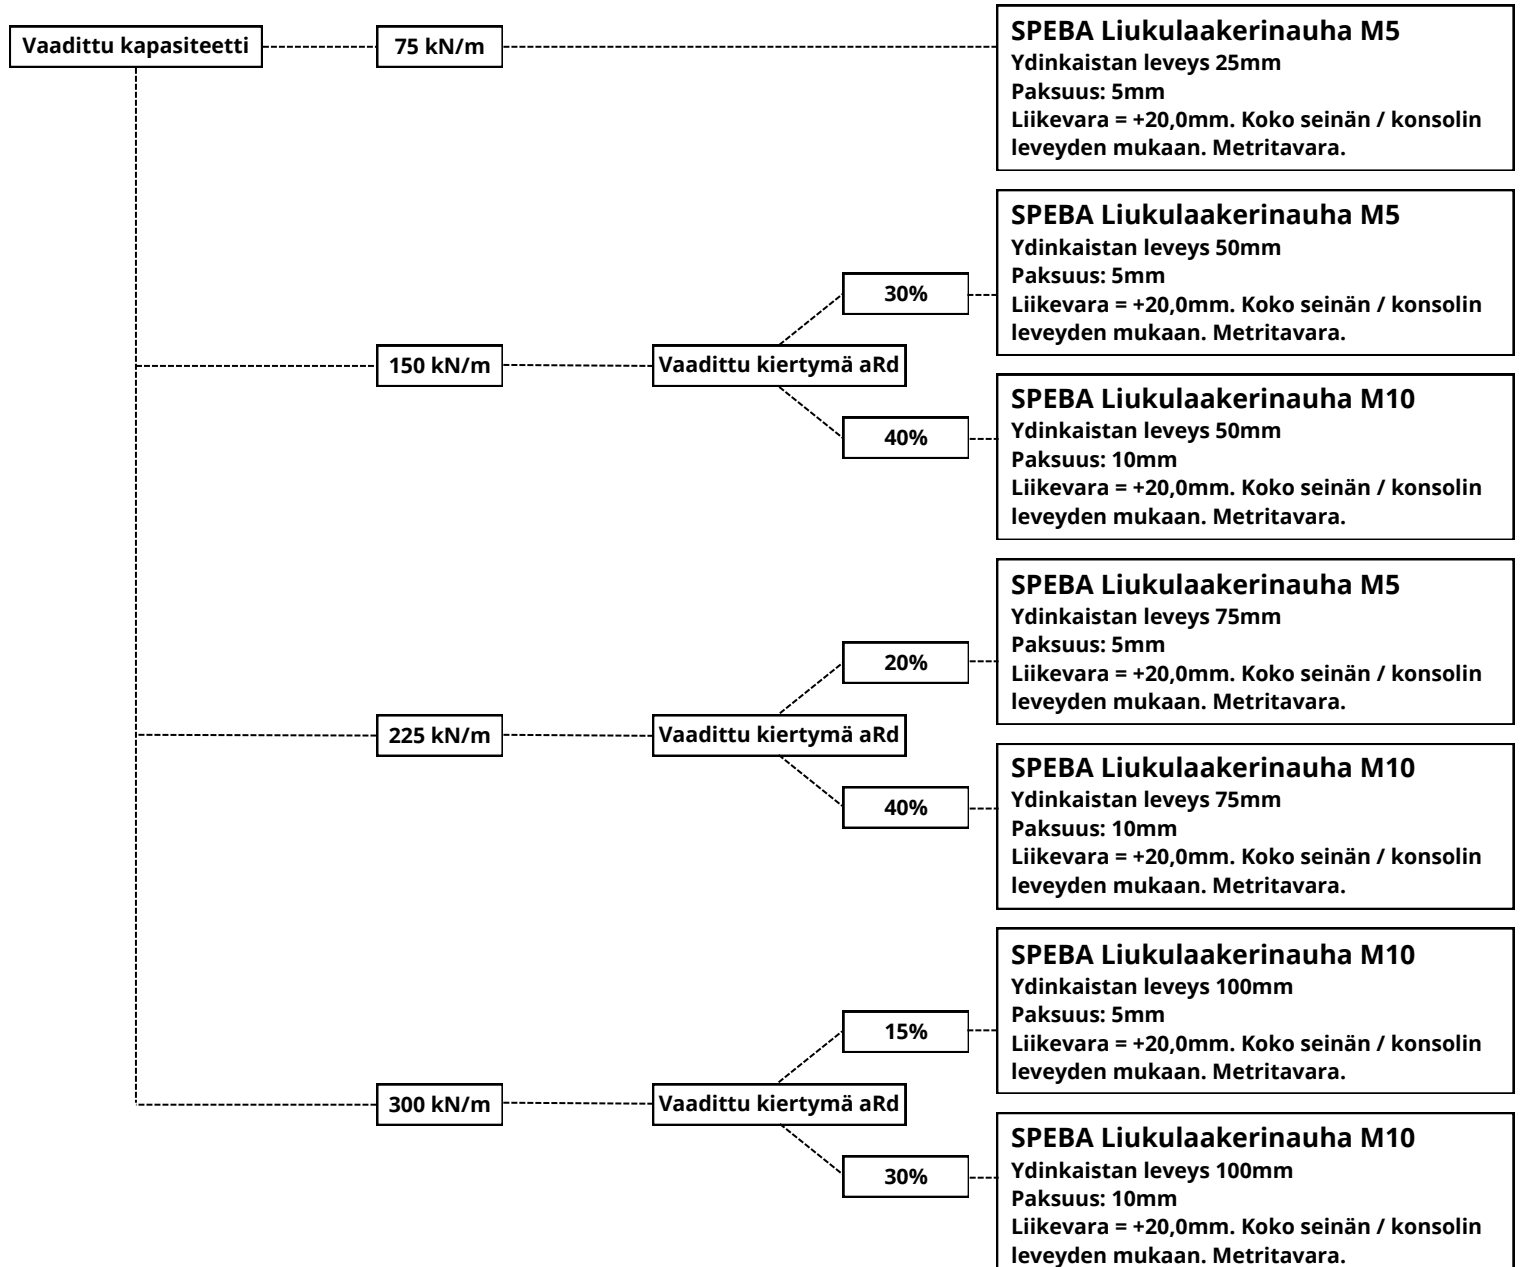 Vaadittu kapasiteetti
75 kN/m
SPEBA Liukulaakerinauha M5
Ydinkaistan leveys 25mm
Paksuus: 5mm
Liikevara = +20,0mm. Koko seinän / konsolin
leveyden mukaan. Metritavara.
150 kN/m
Vaadittu kiertymä aRd
30%
SPEBA Liukulaakerinauha M5
Ydinkaistan leveys 50mm
Paksuus: 5mm
Liikevara = +20,0mm. Koko seinän / konsolin
leveyden mukaan. Metritavara.
40%
SPEBA Liukulaakerinauha M10
Ydinkaistan leveys 50mm
Paksuus: 10mm
Liikevara = +20,0mm. Koko seinän / konsolin
leveyden mukaan. Metritavara.
225 kN/m
Vaadittu kiertymä aRd
20%
SPEBA Liukulaakerinauha M5
Ydinkaistan leveys 75mm
Paksuus: 5mm
Liikevara = +20,0mm. Koko seinän / konsolin
leveyden mukaan. Metritavara.
40%
SPEBA Liukulaakerinauha M10
Ydinkaistan leveys 75mm
Paksuus: 10mm
Liikevara = +20,0mm. Koko seinän / konsolin
leveyden mukaan. Metritavara.
300 kN/m
Vaadittu kiertymä aRd
15%
SPEBA Liukulaakerinauha M10
Ydinkaistan leveys 100mm
Paksuus: 5mm
Liikevara = +20,0mm. Koko seinän / konsolin
leveyden mukaan. Metritavara.
30%
SPEBA Liukulaakerinauha M10
Ydinkaistan leveys 100mm
Paksuus: 10mm
Liikevara = +20,0mm. Koko seinän / konsolin
leveyden mukaan. Metritavara.